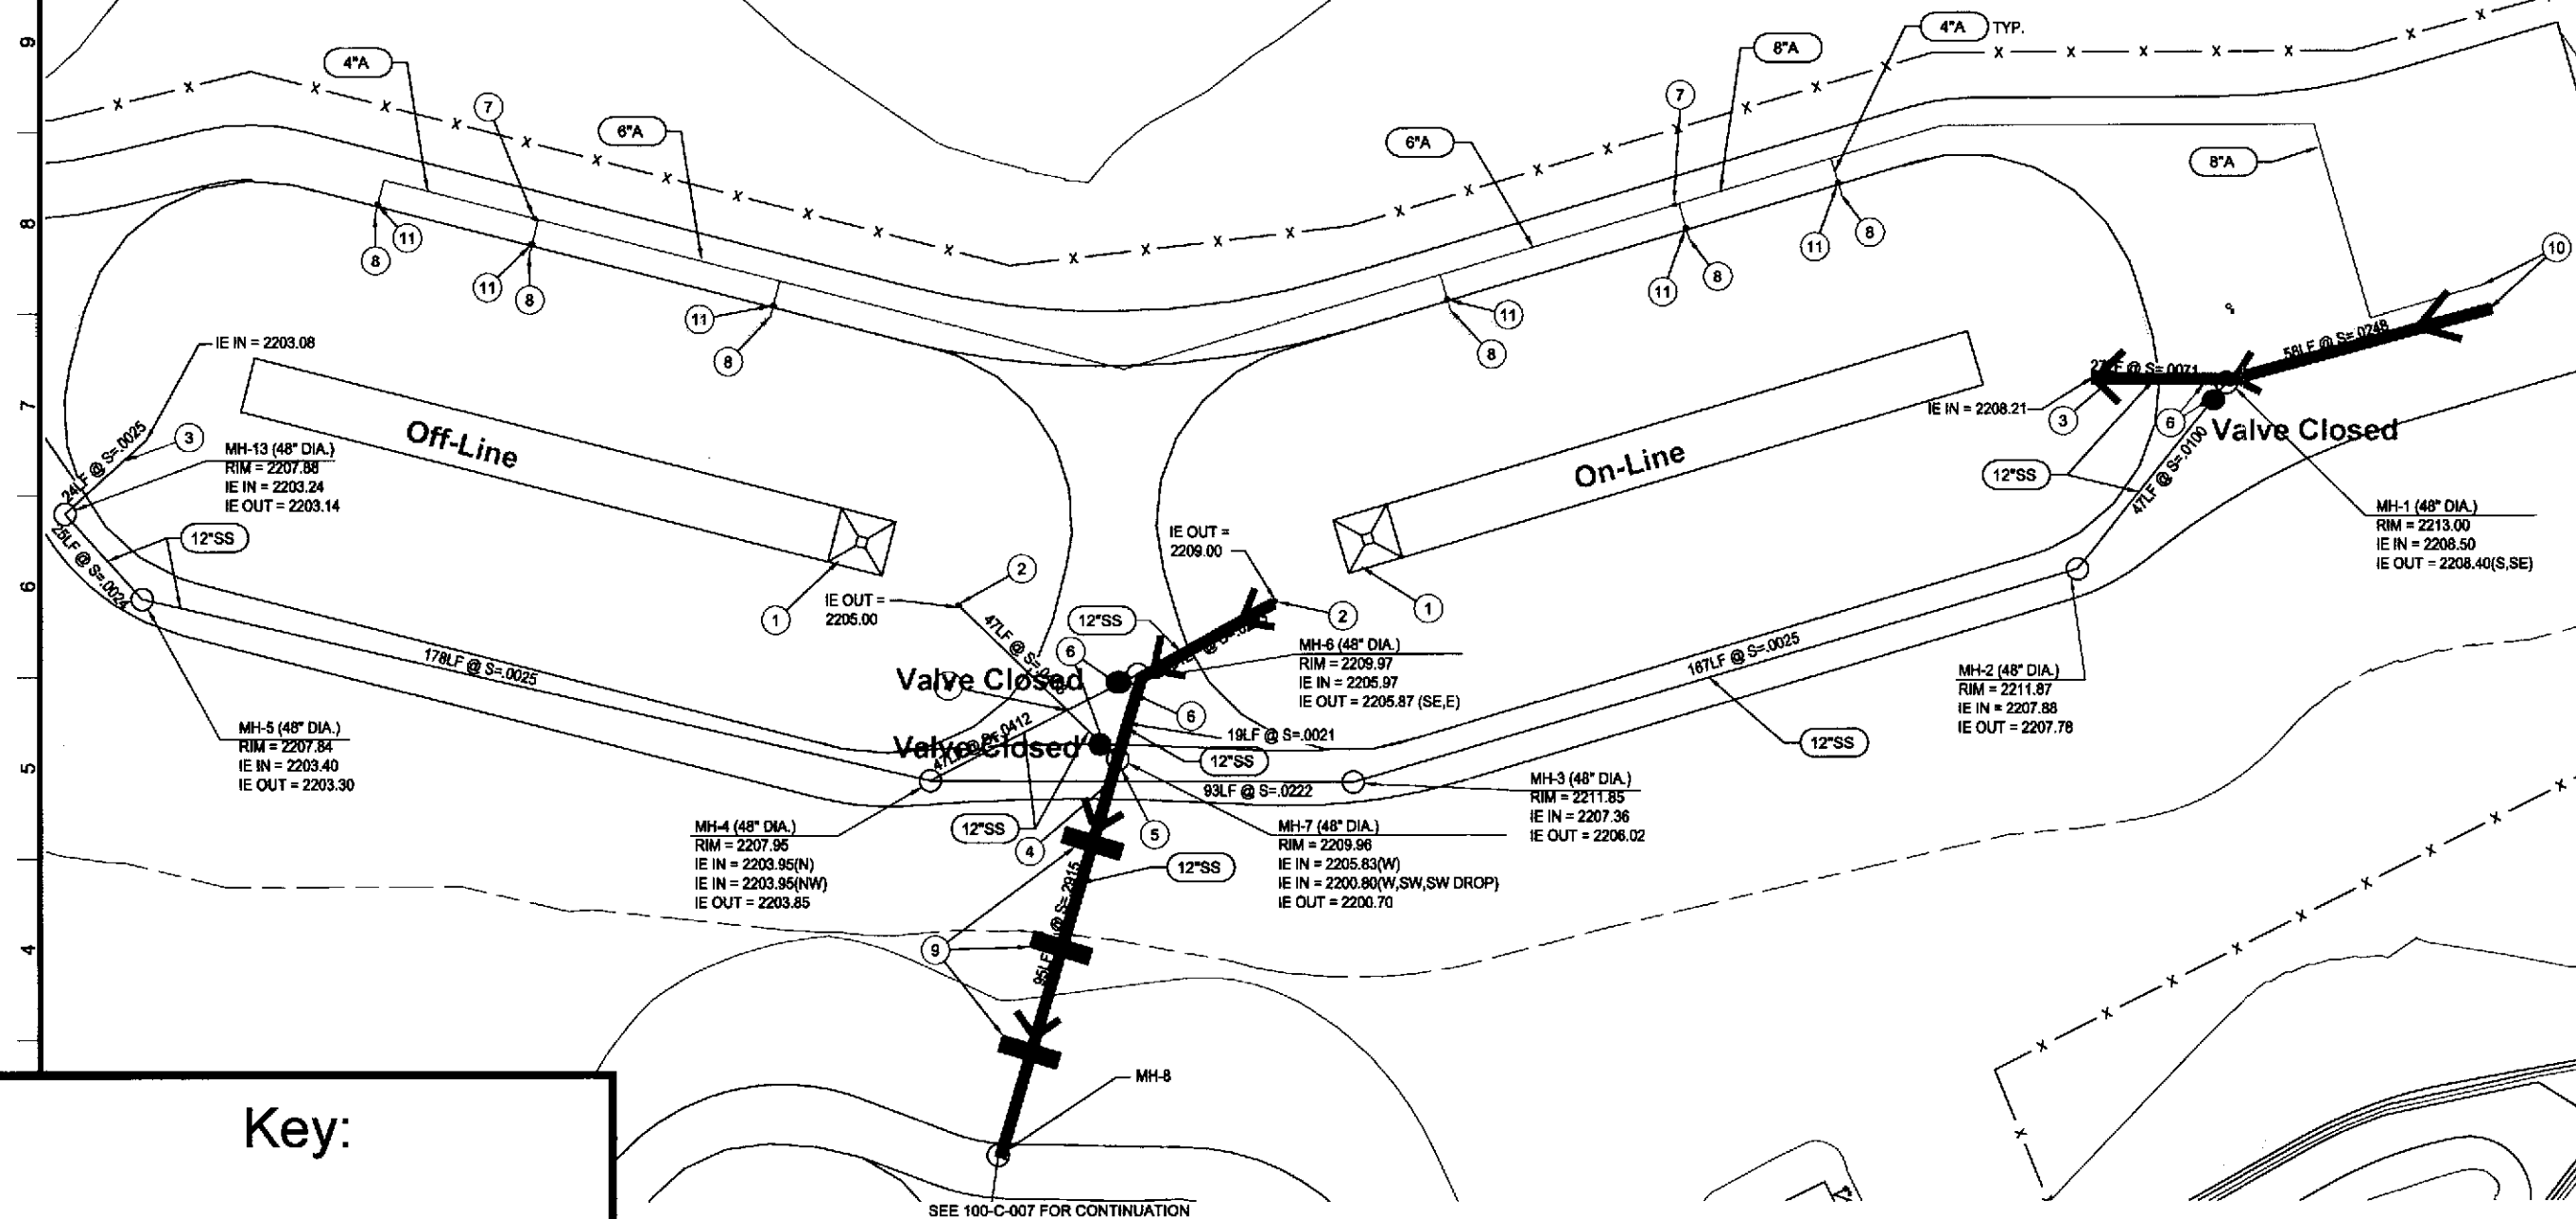 9
8
7
6
5
4
4"A
7
6"A
8
11
11
8
11
8
4"A TYP.
8"A
7
6"A
8"A
10
11
8
11
8
11
8
IE IN = 2203.08
3
24LF @ S=.0025
MH-13 (48" DIA.)
RIM = 2207.88
IE IN = 2203.24
IE OUT = 2203.14
12"SS
25LF @ S=.0024
Off-Line
On-Line
58LF @ S=.0248
27LF @ S=.0071
IE IN = 2208.21
3
6
Valve Closed
12"SS
47LF @ S=.0100
MH-1 (48" DIA.)
RIM = 2213.00
IE IN = 2208.50
IE OUT = 2208.40(S,SE)
1
IE OUT =
2205.00
2
IE OUT =
2209.00
2
1
12"SS
47LF @
6
Valve Closed
MH-6 (48" DIA.)
RIM = 2209.97
IE IN = 2205.97
IE OUT = 2205.87 (SE,E)
6
178LF @ S=.0025
167LF @ S=.0025
MH-2 (48" DIA.)
RIM = 2211.87
IE IN = 2207.88
IE OUT = 2207.78
19LF @ S=.0021
Valve Closed
12"SS
12"SS
MH-5 (48" DIA.)
RIM = 2207.84
IE IN = 2203.40
IE OUT = 2203.30
93LF @ S=.0222
MH-3 (48" DIA.)
RIM = 2211.85
IE IN = 2207.36
IE OUT = 2206.02
MH-4 (48" DIA.)
RIM = 2207.95
IE IN = 2203.95(N)
IE IN = 2203.95(NW)
IE OUT = 2203.85
12"SS
4
5
12"SS
MH-7 (48" DIA.)
RIM = 2209.96
IE IN = 2205.83(W)
IE IN = 2200.80(W,SW,SW DROP)
IE OUT = 2200.70
95LF @ S=.2915
9
MH-8
Key:
SEE 100-C-007 FOR CONTINUATION